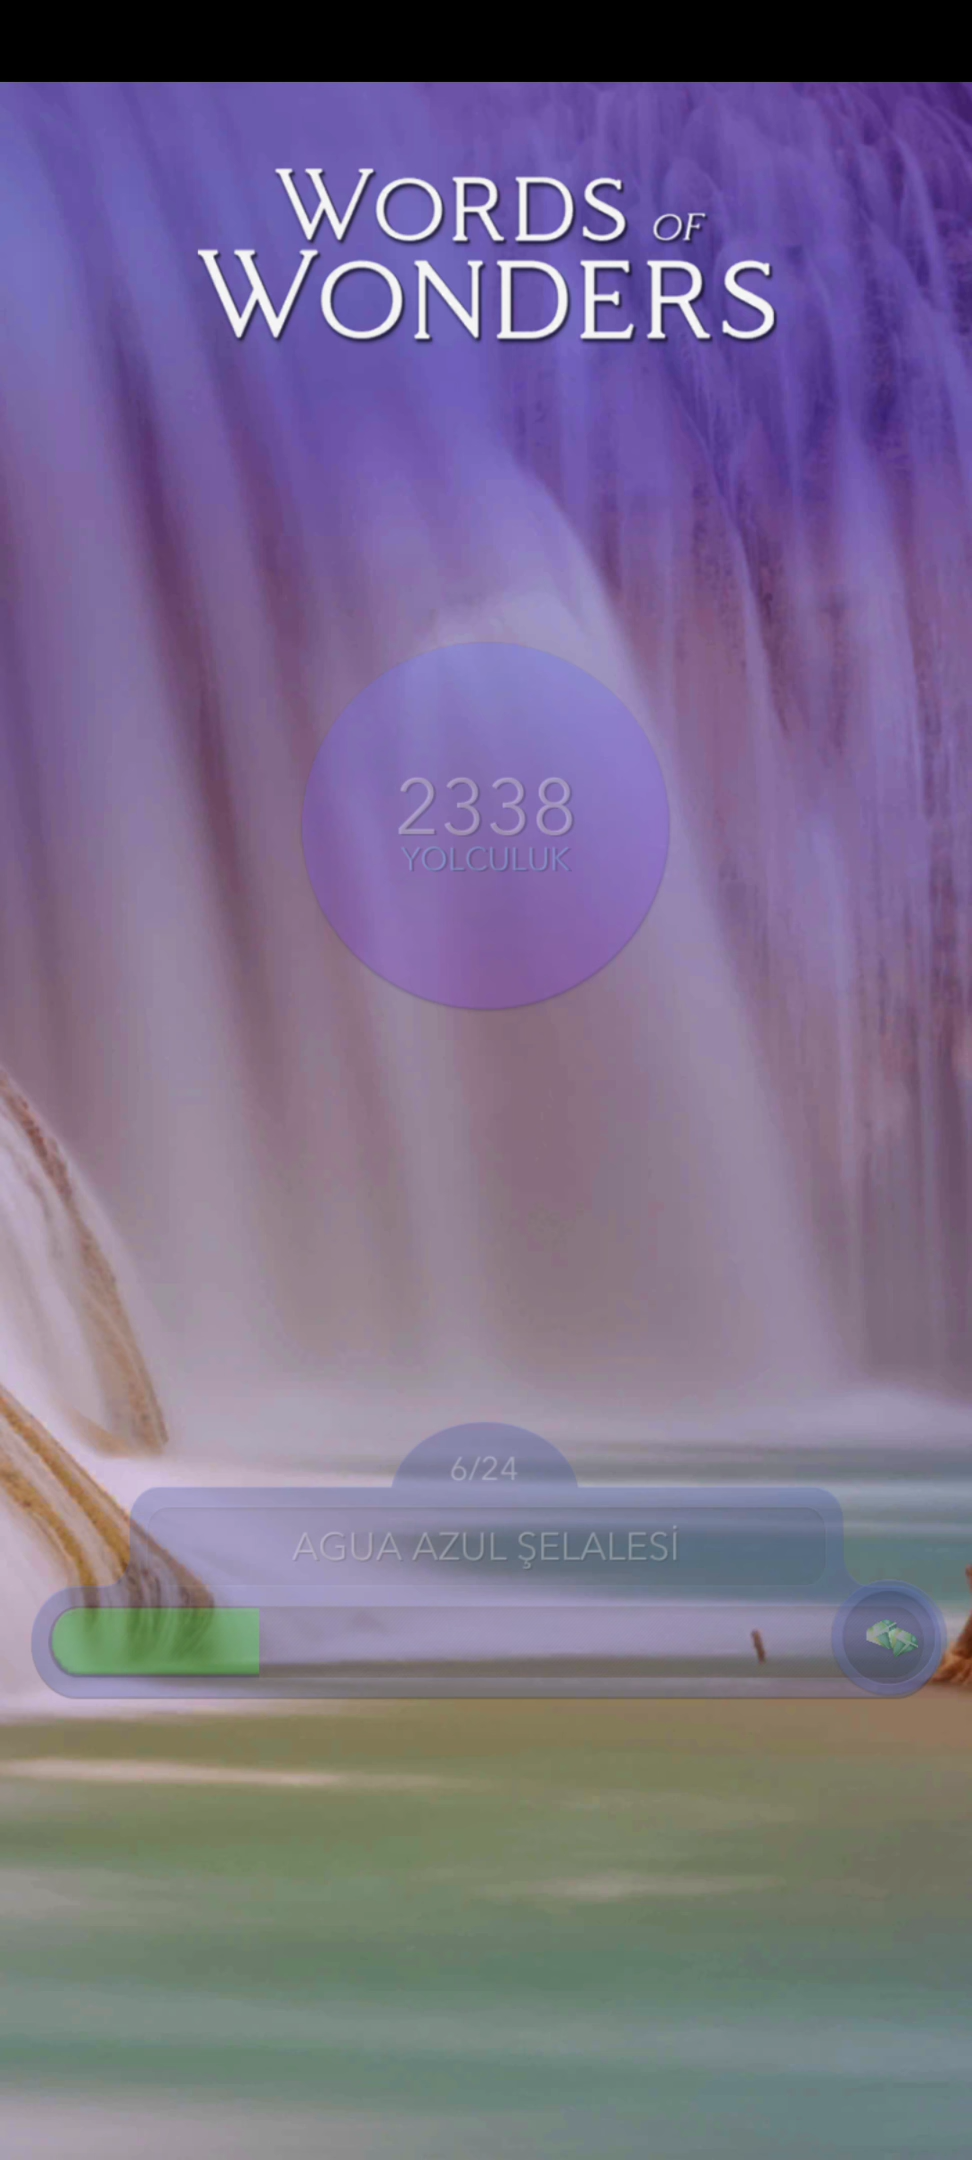 WORDS OF
WONDERS
2338
YOLCULUK
6/24
AGUA AZUL ŞELALESİ